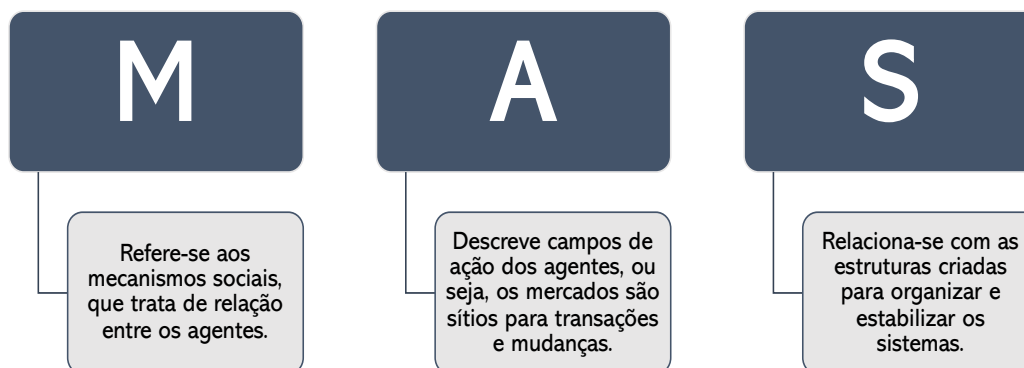 M
Refere-se aos
mecanismos sociais,
que trata de relação
entre os agentes.
A
Descreve campos de
ação dos agentes, ou
seja, os mercados são
sítios para transações
e mudanças.
S
Relaciona-se com as
estruturas criadas
para organizar e
estabilizar os
sistemas.